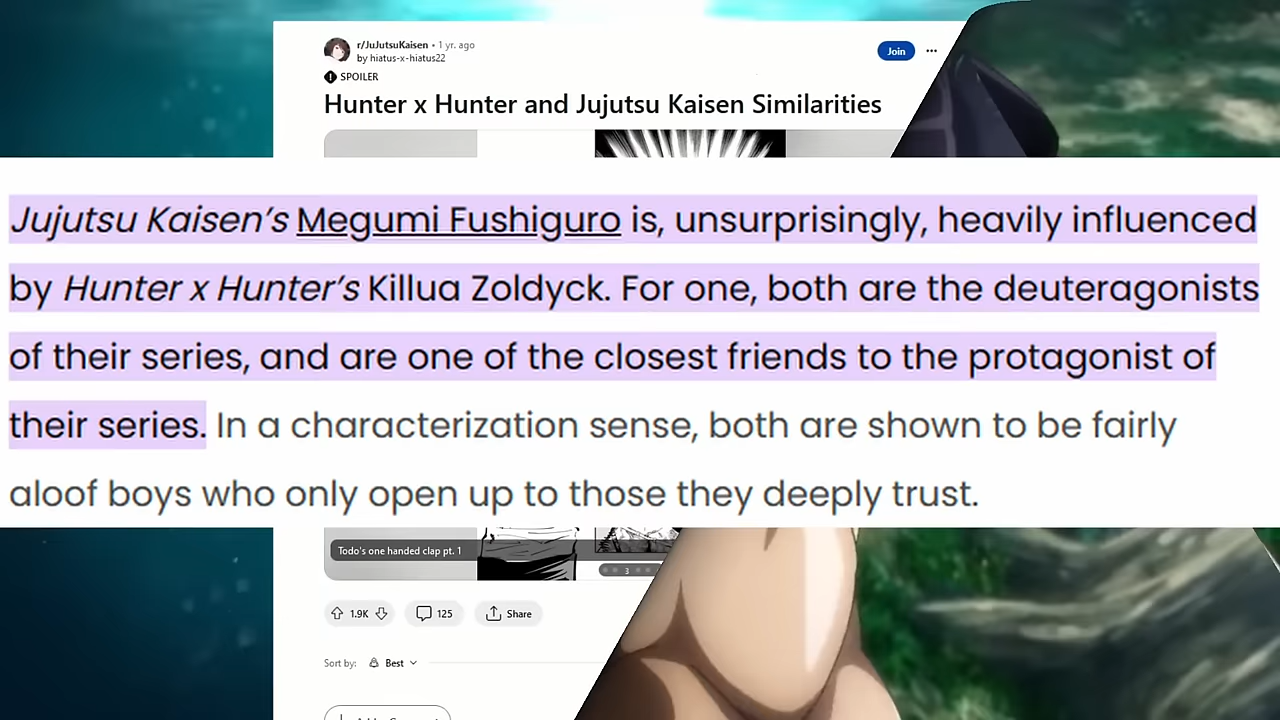 r/JuJutsuKaisen • 1 yr. ago
by hiatus-x-hiatus22
Join
SPOILER
Hunter x Hunter and Jujutsu Kaisen Similarities
Jujutsu Kaisen’s Megumi Fushiguro is, unsurprisingly, heavily influenced
by Hunter x Hunter’s Killua Zoldyck. For one, both are the deuteragonists
of their series, and are one of the closest friends to the protagonist of
their series. In a characterization sense, both are shown to be fairly
aloof boys who only open up to those they deeply trust.
Todo's one handed clap pt. 1
3
1.9K
125
Share
Sort by:
Best